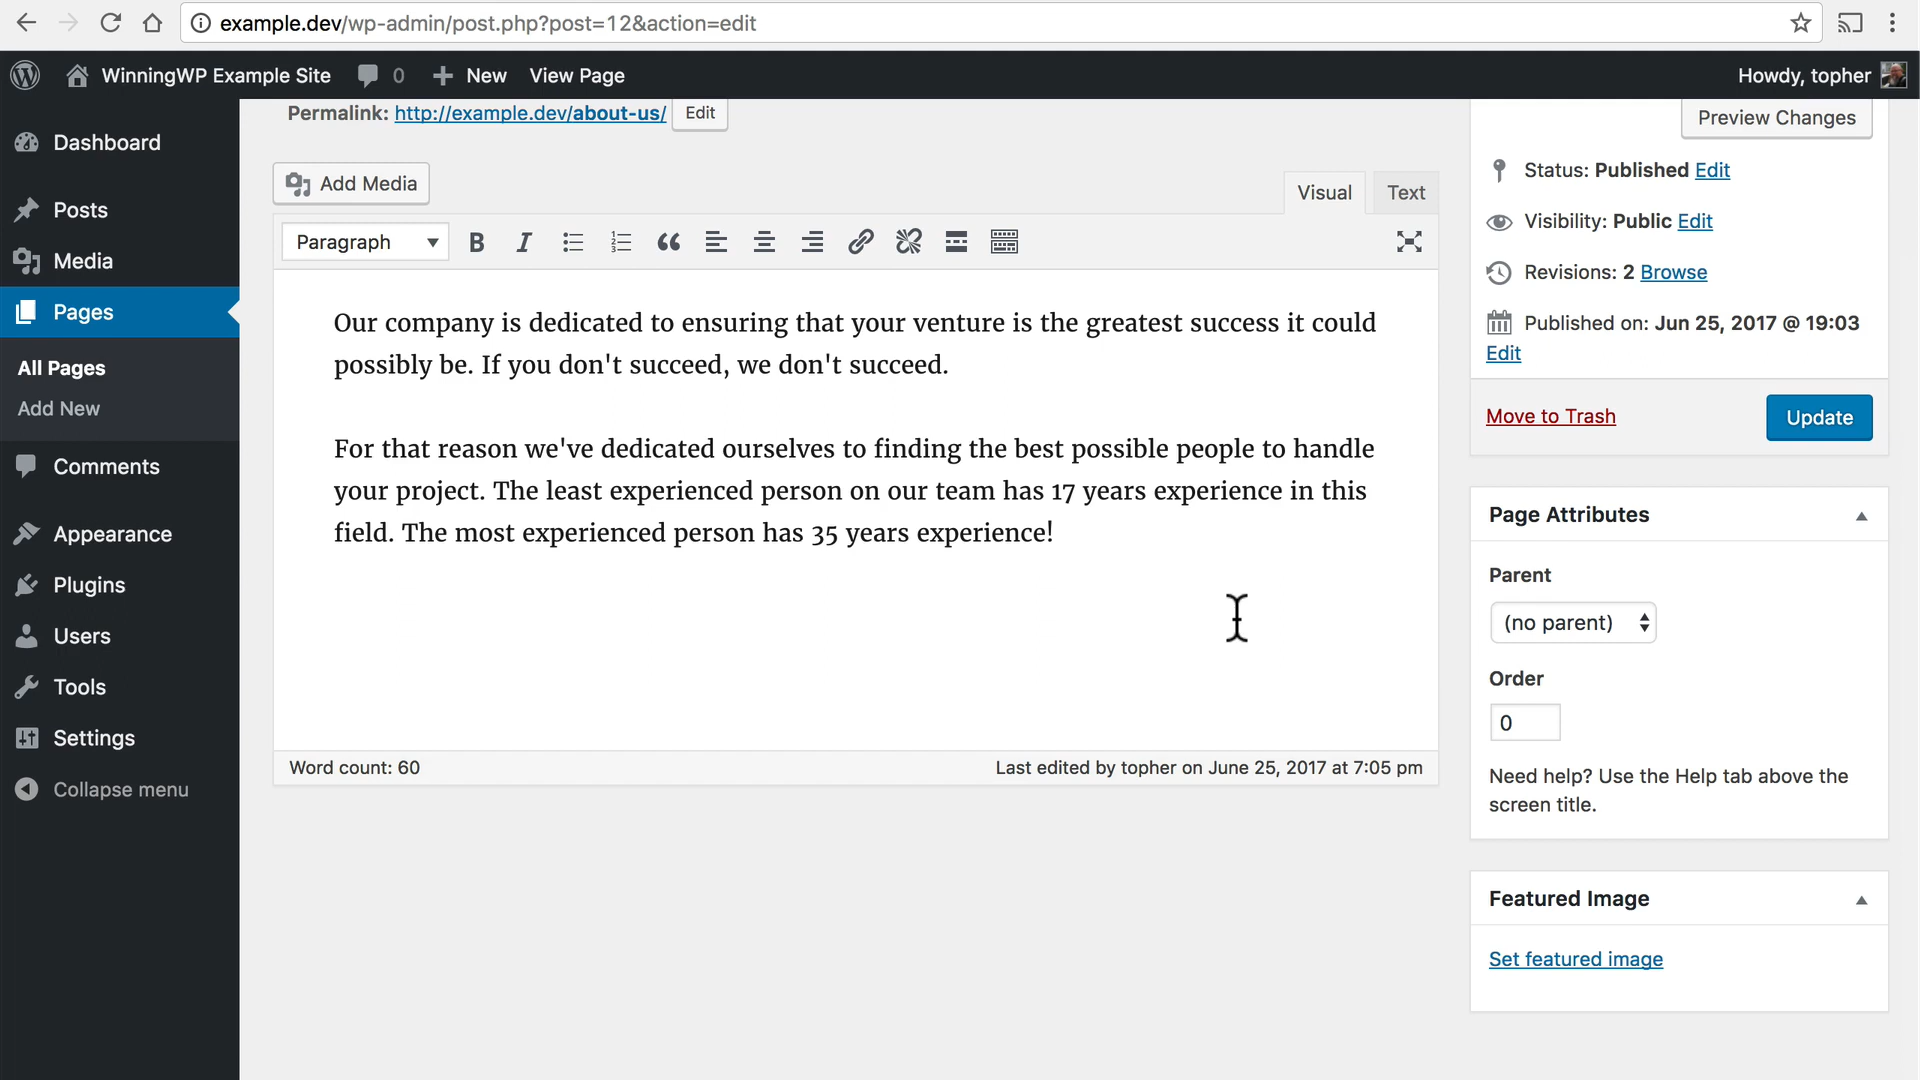 example.dev/wp-admin/post.php?post=12&action=edit
WinningWP Example Site
0
New
View Page
Howdy, topher
Dashboard
Posts
Media
Pages
All Pages
Add New
Comments
Appearance
Plugins
Users
Tools
Settings
Collapse menu
Permalink: http://example.dev/about-us/
Edit
Add Media
Visual
Text
Paragraph
Our company is dedicated to ensuring that your venture is the greatest success it could
possibly be. If you don't succeed, we don't succeed.
For that reason we've dedicated ourselves to finding the best possible people to handle
your project. The least experienced person on our team has 17 years experience in this
field. The most experienced person has 35 years experience!
Word count: 60
Last edited by topher on June 25, 2017 at 7:05 pm
Preview Changes
Status: Published Edit
Visibility: Public Edit
Revisions: 2 Browse
Published on: Jun 25, 2017 @ 19:03
Edit
Move to Trash
Update
Page Attributes
Parent
(no parent)
Order
0
Need help? Use the Help tab above the
screen title.
Featured Image
Set featured image